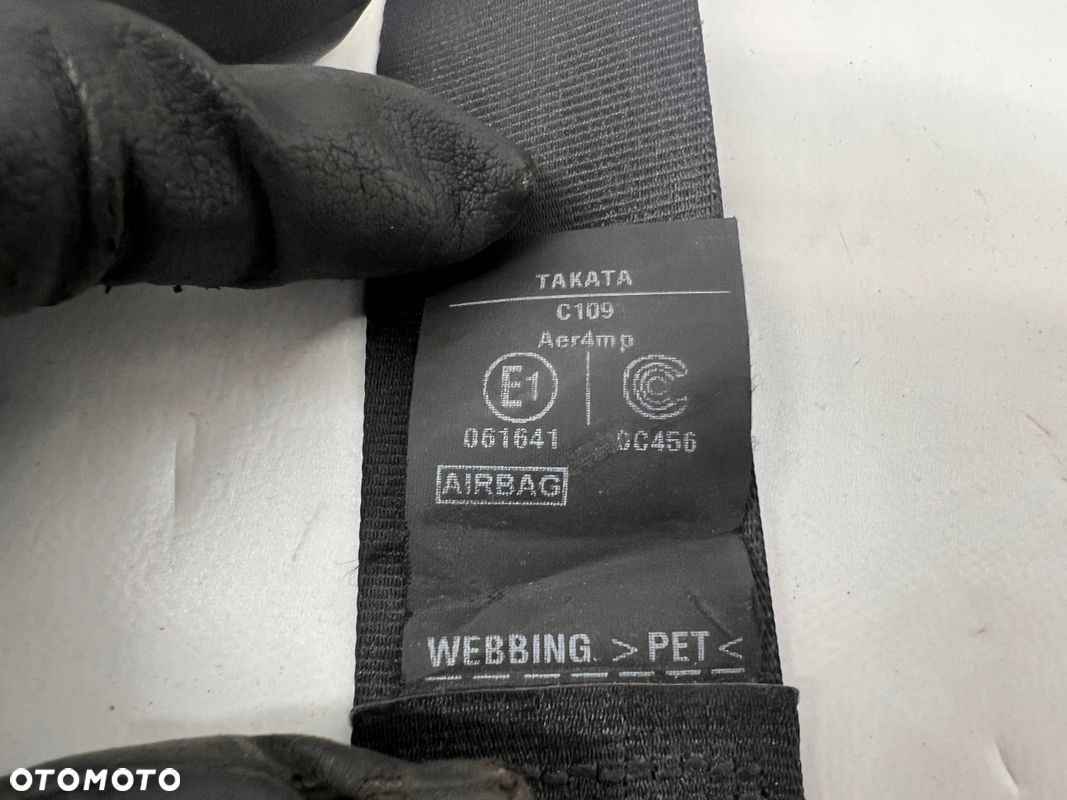 TAKATA
C109
Aer4mp
E1
061641 CC456
AIRBAG
WEBBING >PET<
OTOMOTO